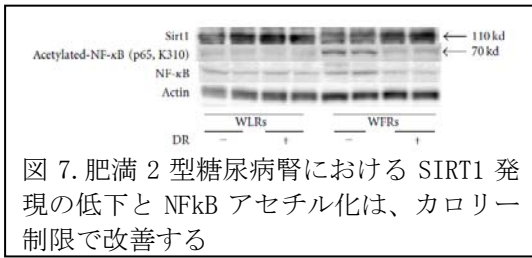 Sirt1 ← 110 kd
Acetylated-NF-κB (p65, K310) ← 70 kd
NF-κB
Actin
WLRs WFRs
DR − + − +
図 7.肥満 2 型糖尿病腎における SIRT1 発
現の低下と NFkB アセチル化は、カロリー
制限で改善する